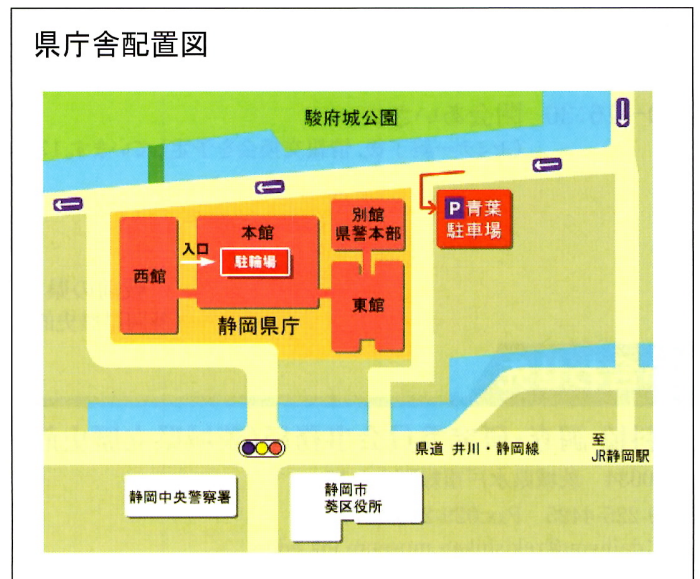 県庁舎配置図
駿府城公園
P青葉
駐車場
別館
県警本部
本館
入口
駐輪場
西館
東館
静岡県庁
県道 井川・静岡線
至
JR静岡駅
静岡中央警察署
静岡市
葵区役所